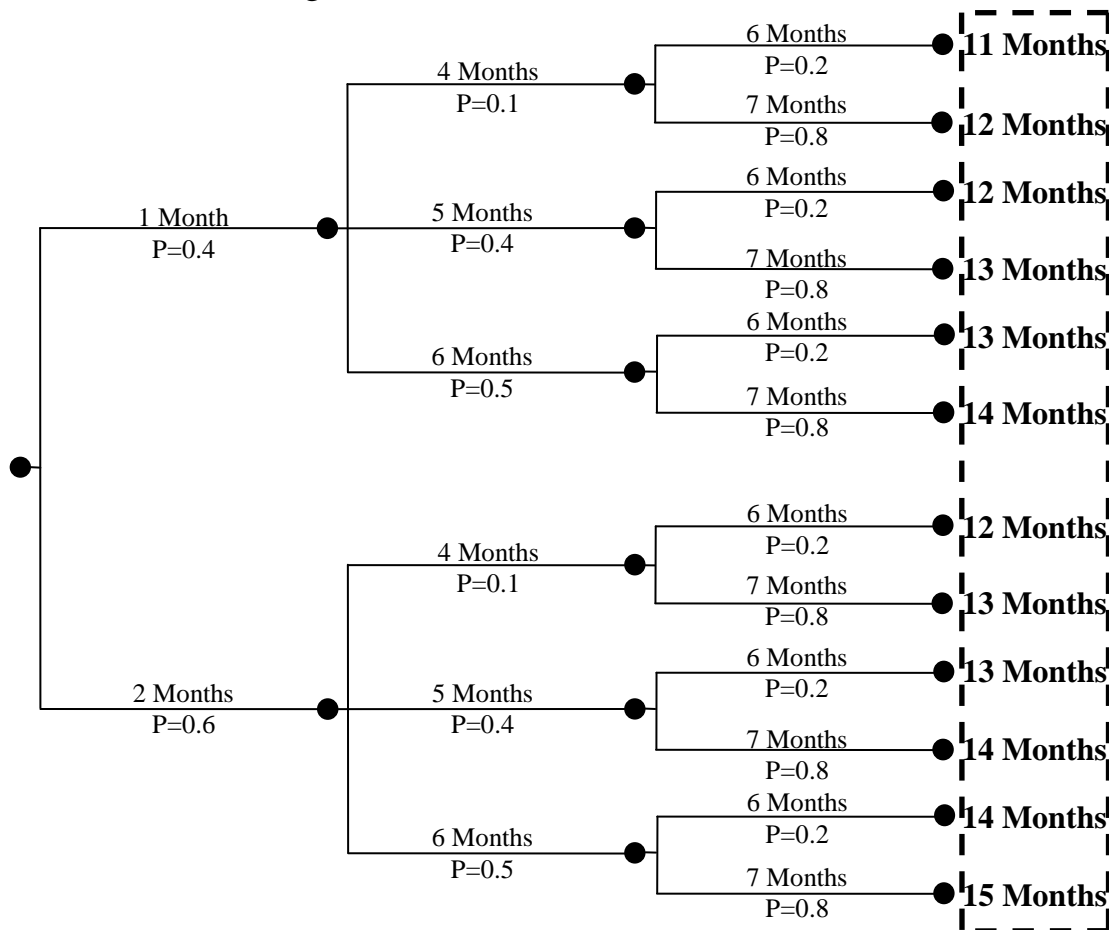 6 Months
P=0.2
11 Months
4 Months
P=0.1
7 Months
P=0.8
12 Months
6 Months
P=0.2
12 Months
1 Month
P=0.4
5 Months
P=0.4
7 Months
P=0.8
13 Months
6 Months
P=0.2
13 Months
6 Months
P=0.5
7 Months
P=0.8
14 Months
6 Months
P=0.2
12 Months
4 Months
P=0.1
7 Months
P=0.8
13 Months
6 Months
P=0.2
13 Months
2 Months
P=0.6
5 Months
P=0.4
7 Months
P=0.8
14 Months
6 Months
P=0.2
14 Months
6 Months
P=0.5
7 Months
P=0.8
15 Months